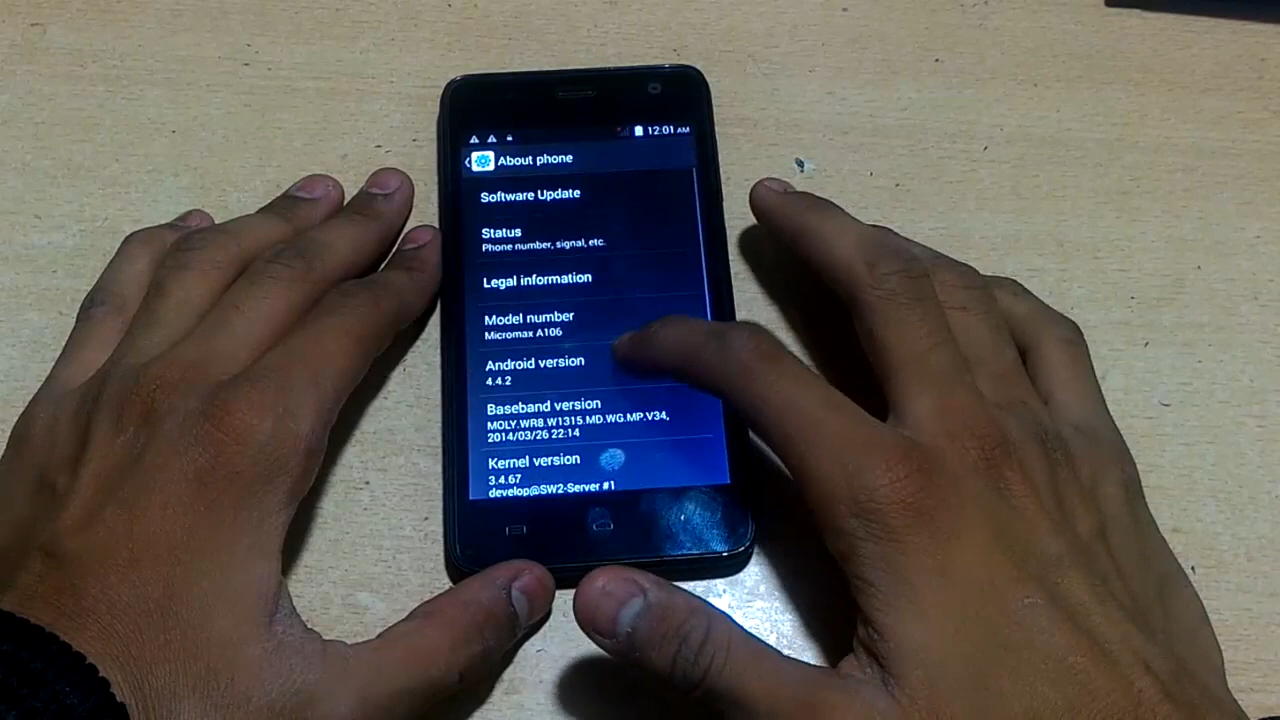 12:01 AM
About phone
Software Update
Status
Phone number, signal, etc.
Legal information
Model number
Micromax A106
Android version
4.4.2
Baseband version
MOLY.WR8.W1315.MD.WG.MP.V34,
2014/03/26 22:14
Kernel version
3.4.67
develop@SW2-Server #1